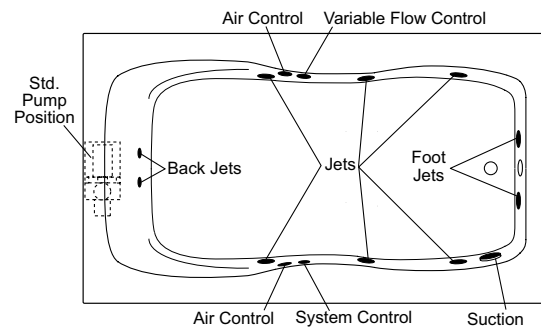 Air Control
Variable Flow Control
Std.
Pump
Position
Back Jets
Jets
Foot
Jets
Air Control
System Control
Suction